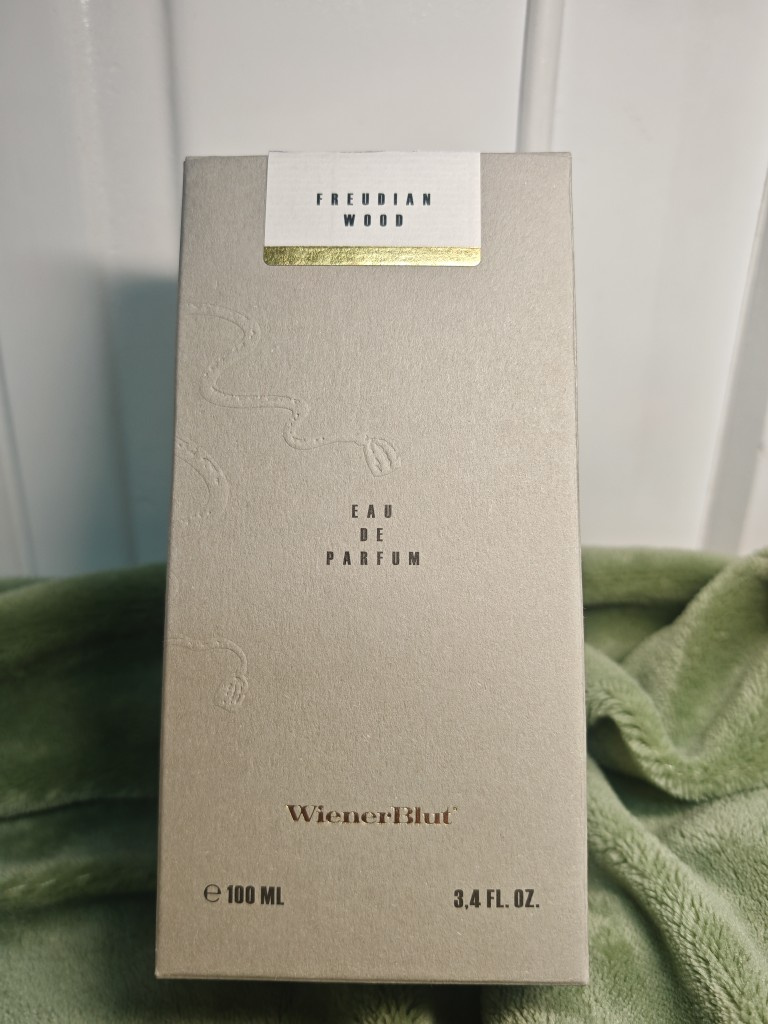 FREUDIAN
WOOD
EAU
DE
PARFUM
WienerBlut®
℮ 100 ML
3,4 FL. OZ.